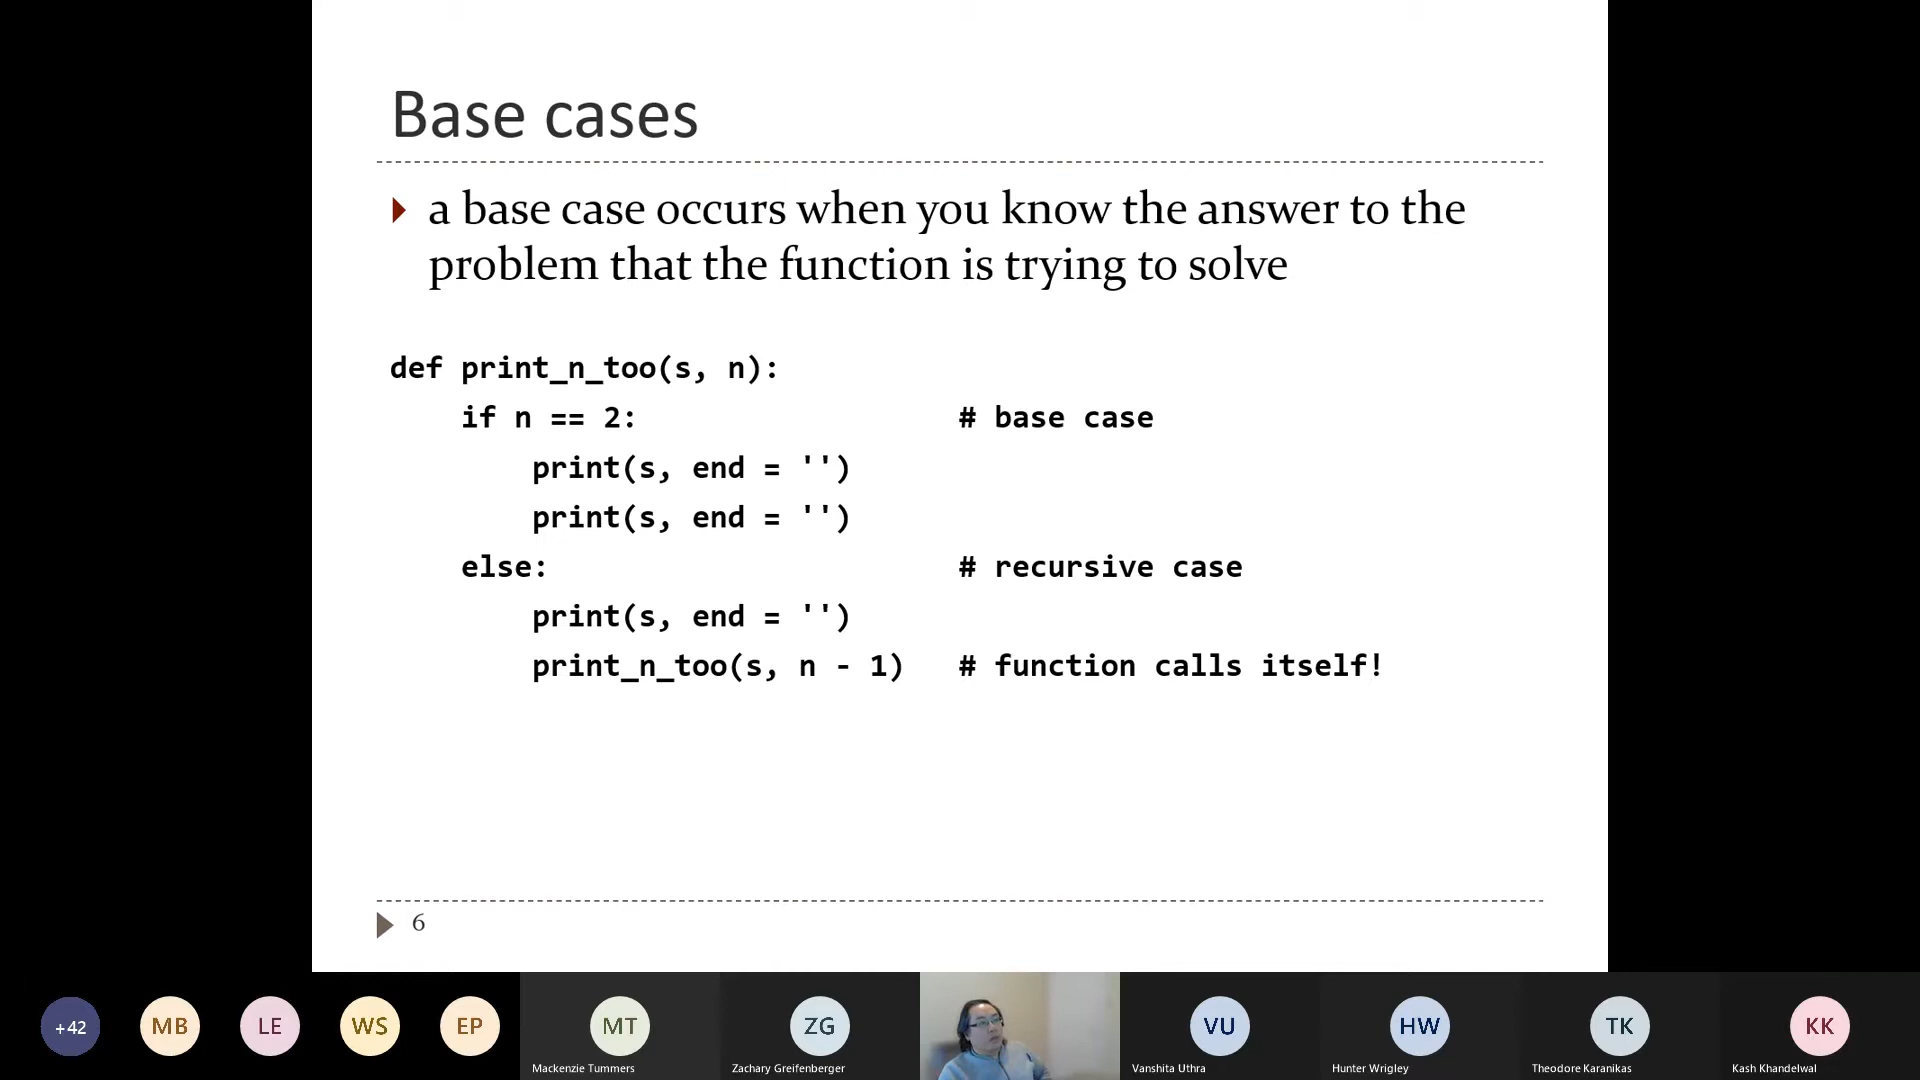 Base cases
a base case occurs when you know the answer to the
problem that the function is trying to solve
def print_n_too(s, n):
    if n == 2:                  # base case
        print(s, end = '')
        print(s, end = '')
    else:                       # recursive case
        print(s, end = '')
        print_n_too(s, n - 1)   # function calls itself!
6
+42 MB LE WS EP MT ZG VU HW TK KK
Mackenzie Tummers Zachary Greifenberger Vanshita Uthra Hunter Wrigley Theodore Karanikas Kash Khandelwal